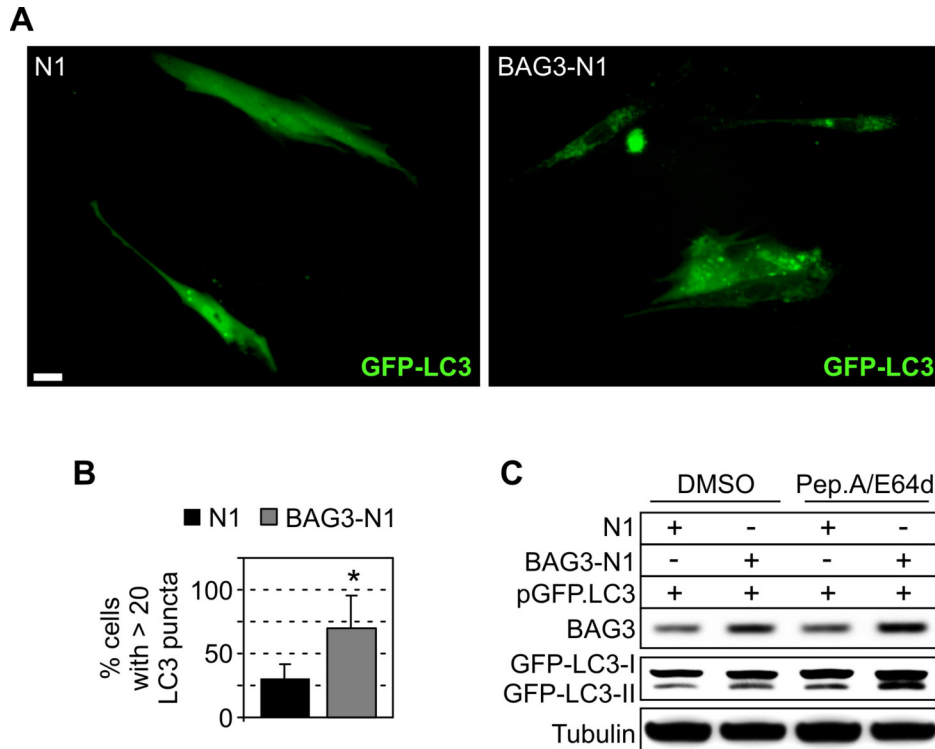 A
N1
GFP-LC3
BAG3-N1
GFP-LC3
B
N1 BAG3-N1
% cells
with > 20
LC3 puncta
100
50
0
*
C
DMSO Pep.A/E64d
N1 + - + -
BAG3-N1 - + - +
pGFP.LC3 + + + +
BAG3
GFP-LC3-I
GFP-LC3-II
Tubulin